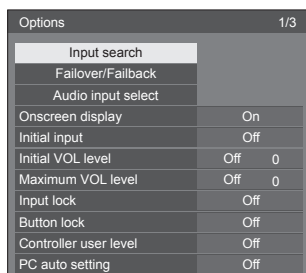 Options 1/3
Input search
Failover/Failback
Audio input select
Onscreen display On
Initial input Off
Initial VOL level Off 0
Maximum VOL level Off 0
Input lock Off
Button lock Off
Controller user level Off
PC auto setting Off